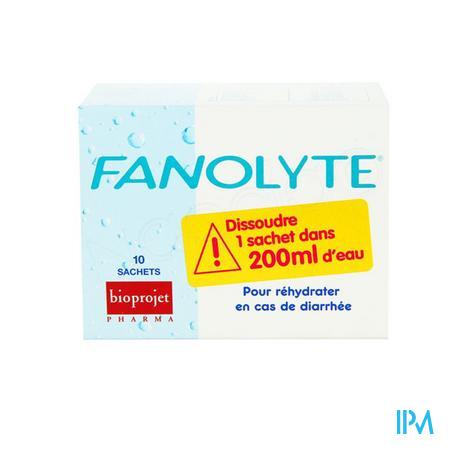 FANOLYTE®
Dissoudre
1 sachet dans
200ml d'eau
10
SACHETS
bioprojet
PHARMA
Pour réhydrater
en cas de diarrhée
IPM